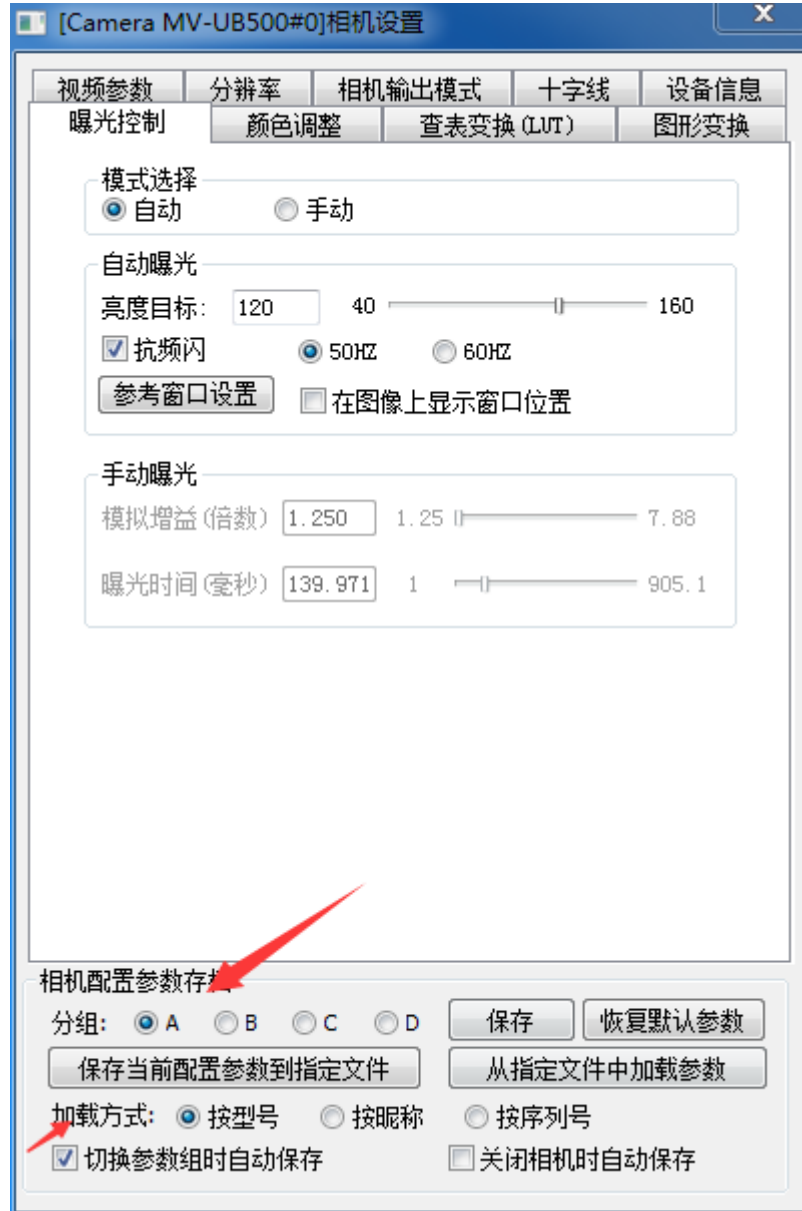 [Camera MV-UB500#0]相机设置
视频参数 分辨率 相机输出模式 十字线 设备信息
曝光控制 颜色调整 查表变换(LUT) 图形变换
模式选择
自动 手动
自动曝光
亮度目标: 120 40 160
抗频闪 50HZ 60HZ
参考窗口设置 在图像上显示窗口位置
手动曝光
模拟增益(倍数) 1.250 1.25 7.88
曝光时间(毫秒) 139.971 1 905.1
相机配置参数存
分组: A B C D 保存 恢复默认参数
保存当前配置参数到指定文件 从指定文件中加载参数
加载方式: 按型号 按昵称 按序列号
切换参数组时自动保存 关闭相机时自动保存